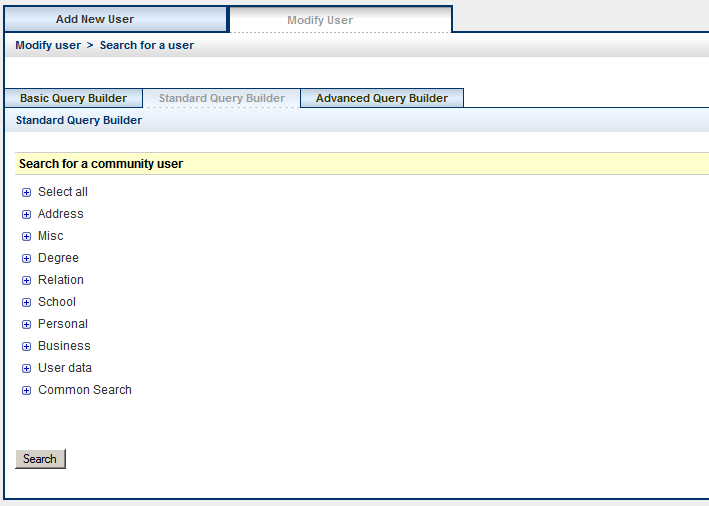 Add New User Modify User
Modify user > Search for a user
Basic Query Builder Standard Query Builder Advanced Query Builder
Standard Query Builder
Search for a community user
Select all
Address
Misc
Degree
Relation
School
Personal
Business
User data
Common Search
Search